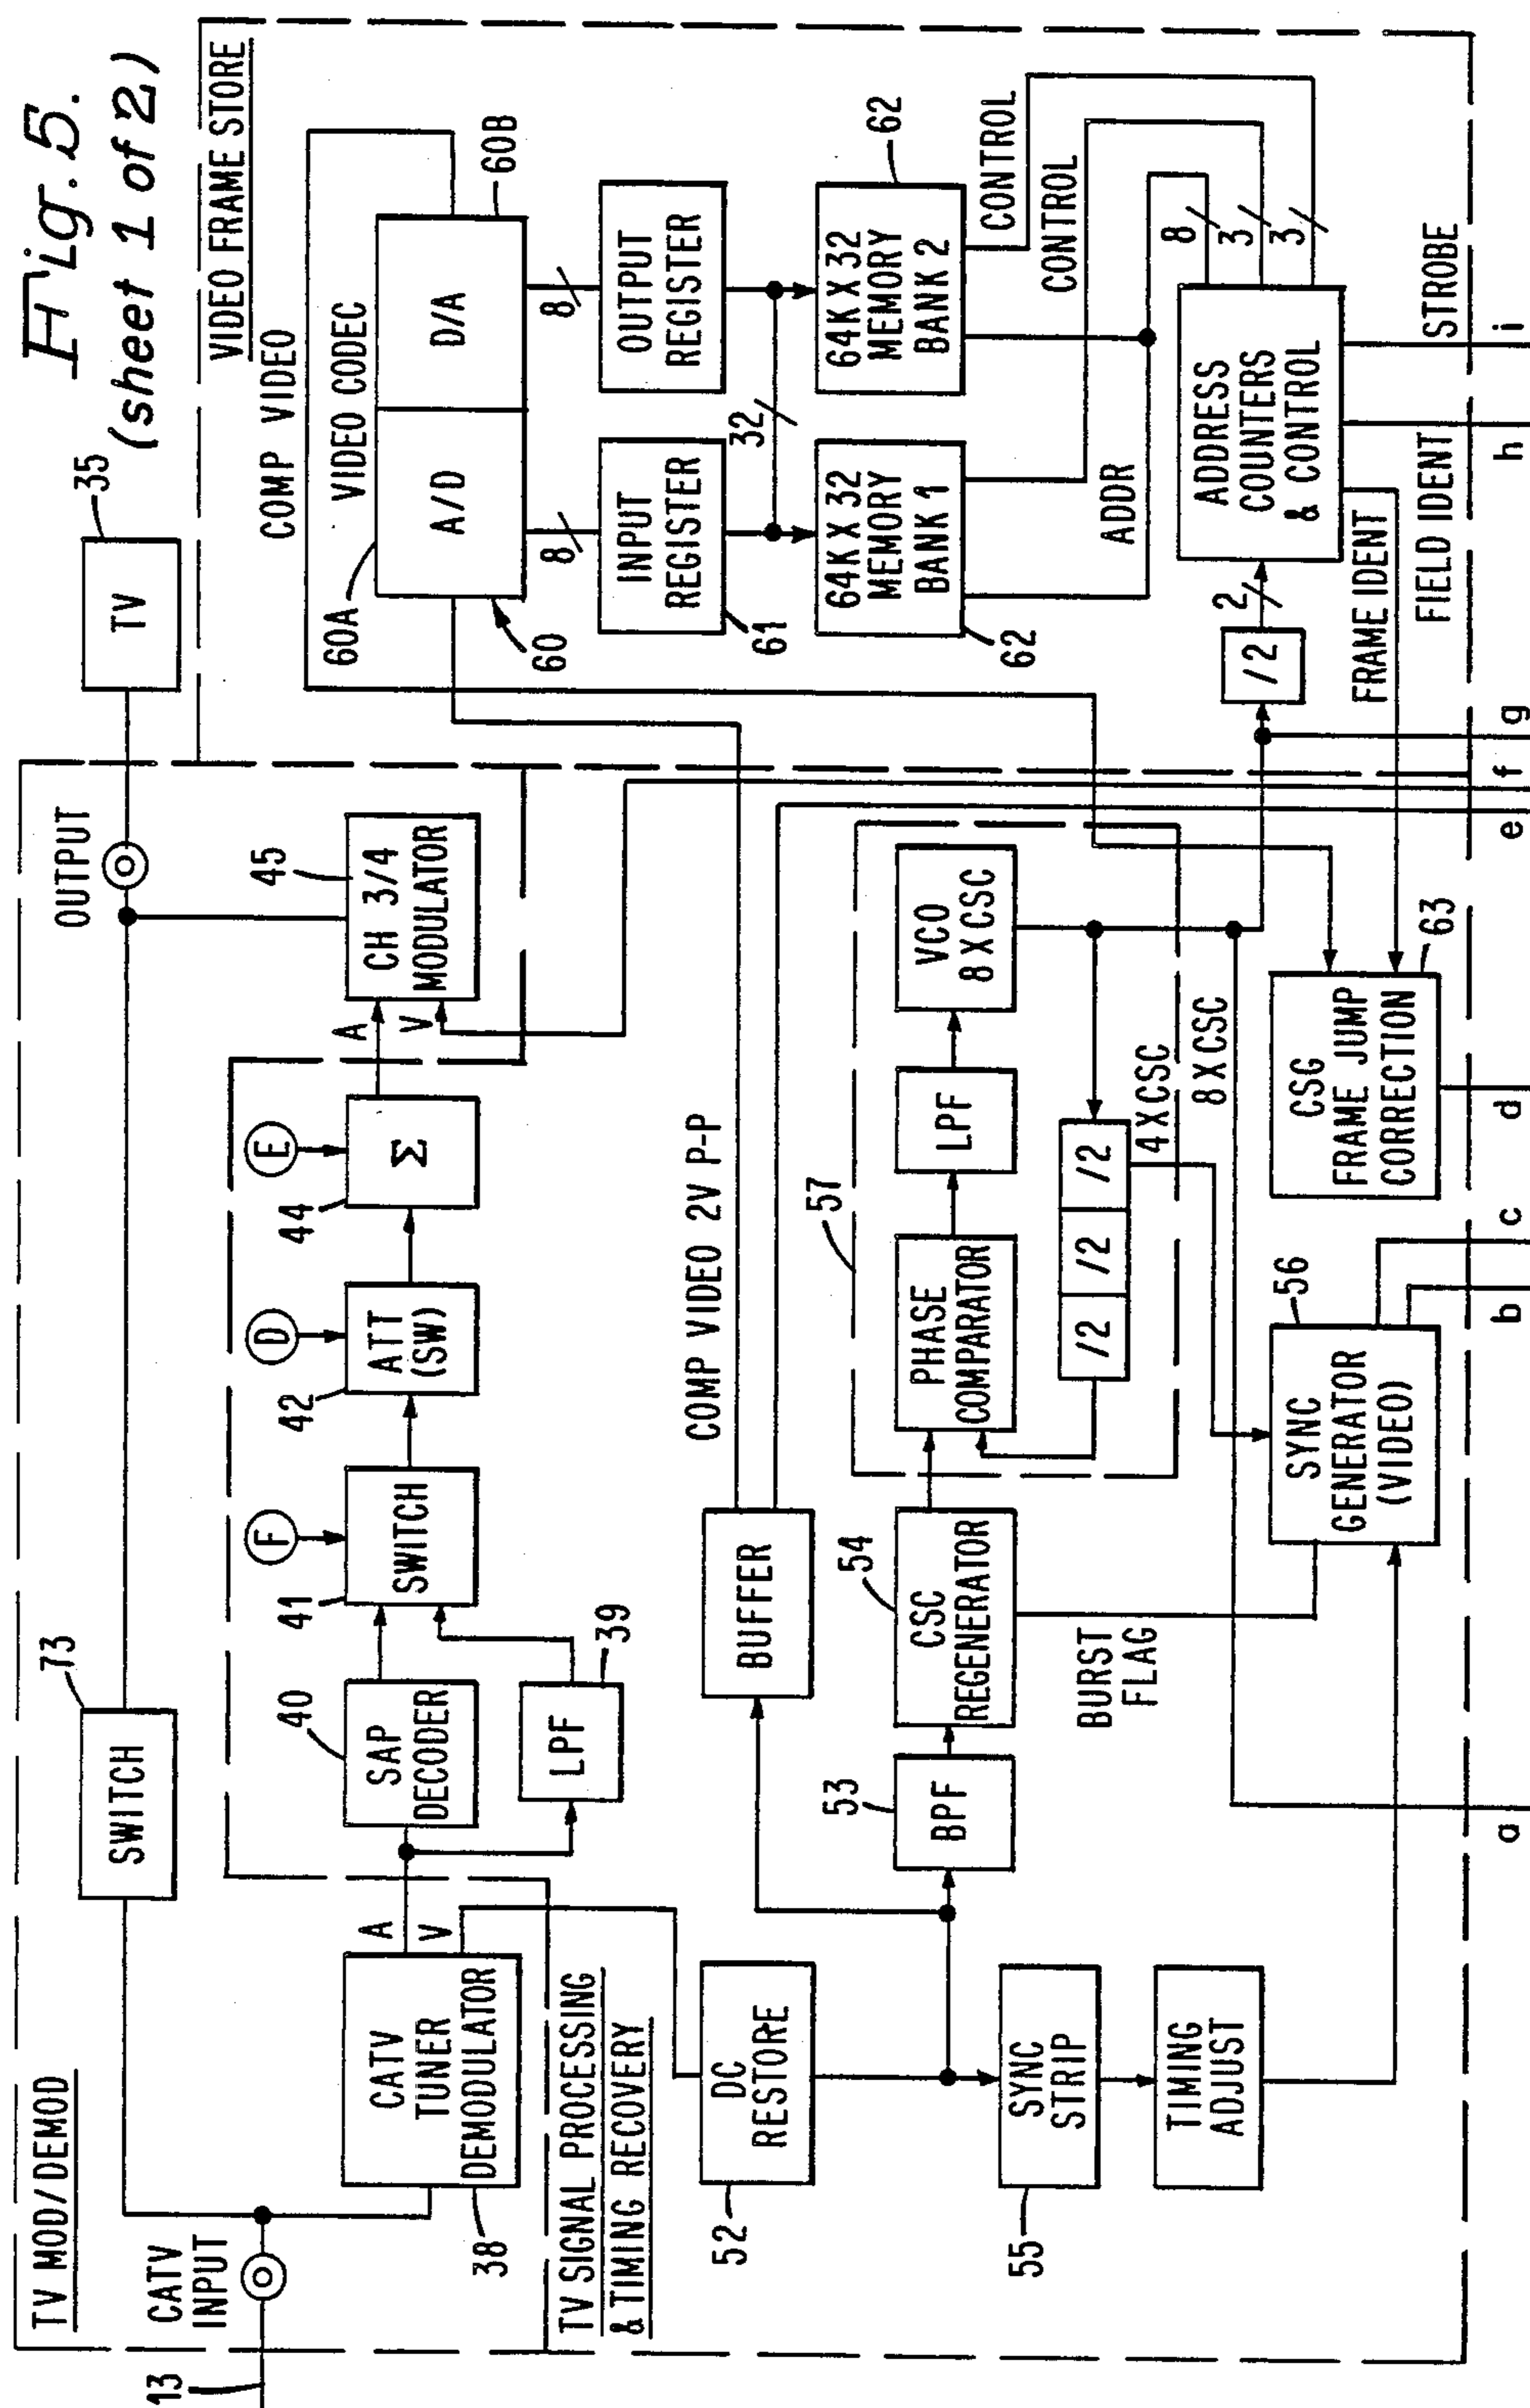 Fig. 5.
(sheet 1 of 2)
TV MOD/DEMOD
CATV
INPUT
13
73
SWITCH
OUTPUT
35
TV
CATV
TUNER
DEMODULATOR
38
A
V
40
SAP
DECODER
39
LPF
F
41
SWITCH
D
42
ATT
(SW)
E
44
Σ
A
V
45
CH 3/4
MODULATOR
TV SIGNAL PROCESSING
& TIMING RECOVERY
52
DC
RESTORE
BUFFER
COMP VIDEO 2V P-P
53
BPF
54
CSC
REGENERATOR
BURST
FLAG
57
PHASE
COMPARATOR
LPF
VCO
8 X CSC
/2
/2
/2
4 X CSC
8 X CSC
55
SYNC
STRIP
TIMING
ADJUST
56
SYNC
GENERATOR
(VIDEO)
CSG
FRAME JUMP
CORRECTION
63
VIDEO FRAME STORE
COMP VIDEO
VIDEO CODEC
60A
A/D
D/A
60B
60
8
8
INPUT
REGISTER
61
OUTPUT
REGISTER
32
64K X 32
MEMORY
BANK 1
62
64K X 32
MEMORY
BANK 2
62
CONTROL
CONTROL
ADDR
8
3
3
/2
2
ADDRESS
COUNTERS
& CONTROL
FRAME IDENT
FIELD IDENT
STROBE
a
b
c
d
e
f
g
h
i